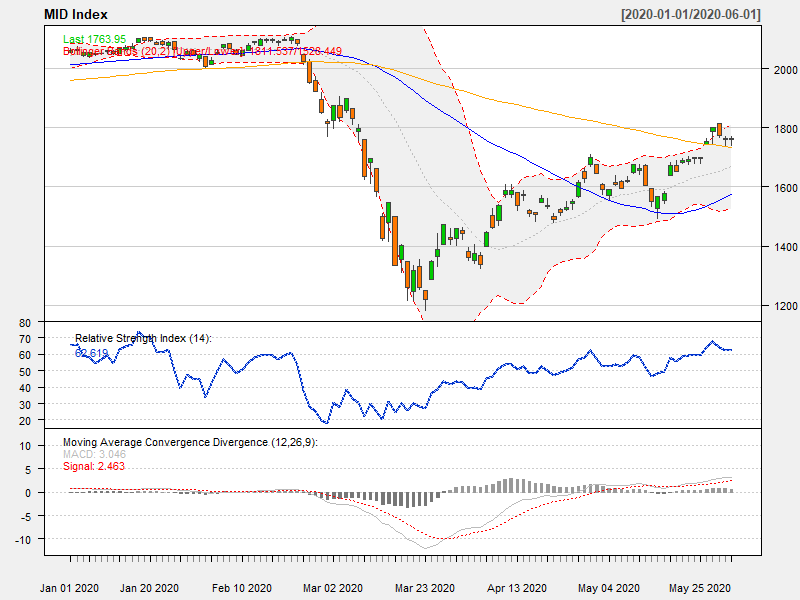 MID Index [2020-01-01/2020-06-01]
Last 1763.95
Bollinger Bands (20,2) [Upper/Lower]: 1811.537/1523.449
2000
1800
1600
1400
1200
80
70
60
50
40
30
20
Relative Strength Index (14):
62.619
Moving Average Convergence Divergence (12,26,9):
MACD: 3.046
Signal: 2.463
10
5
0
-5
-10
Jan 01 2020 Jan 20 2020 Feb 10 2020 Mar 02 2020 Mar 23 2020 Apr 13 2020 May 04 2020 May 25 2020